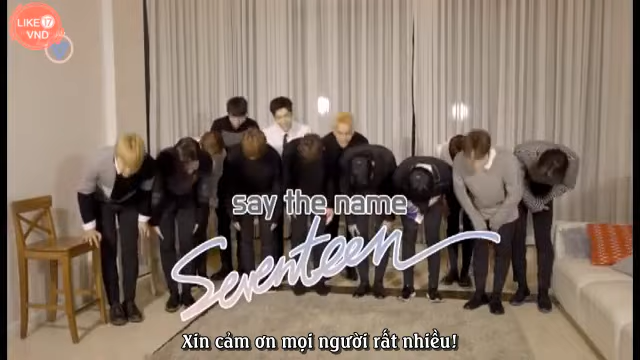 LIKE 17
VND
say the name
Seventeen
Xin cảm ơn mọi người rất nhiều!